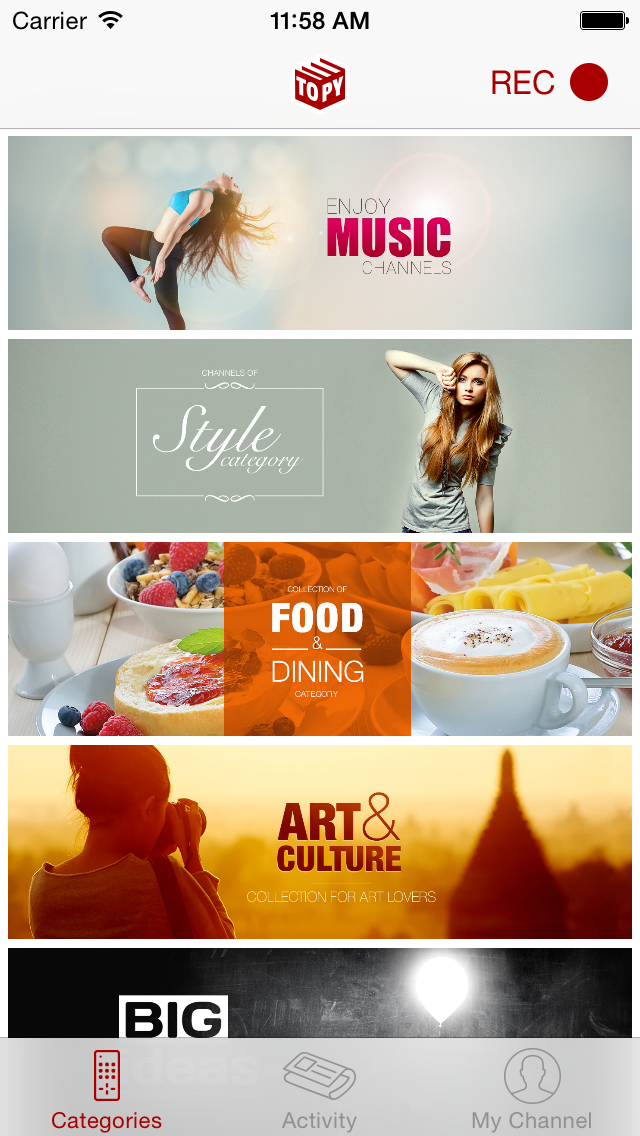 Carrier 11:58 AM
TOPY
REC
ENJOY
MUSIC
CHANNELS
CHANNELS OF
Style
category
COLLECTION OF
FOOD
&
DINING
CATEGORY
ART &
CULTURE
COLLECTION FOR ART LOVERS
BIG
ideas
Categories Activity My Channel